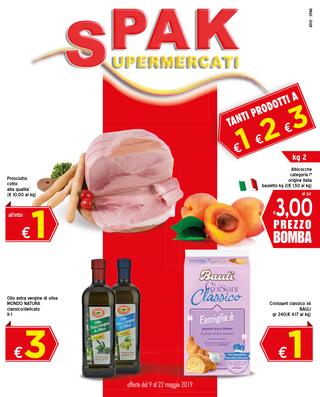 SPAK
SUPERMERCATI
TANTI PRODOTTI A
€1 €2 €3
Prosciutto
cotto
alta qualità
(€ 10,00 al kg)
all'etto
€1
kg 2
Albicocche
categoria 1ª
origine Italia
bauletto kg 2(€ 1,50 al kg)
€3,00
PREZZO
BOMBA
Olio extra vergine di oliva
MONDO NATURA
classico/delicato
lt 1
€3
Bauli
Classico
Famiglia è
Croissant classico x6
BAULI
gr 240(€ 4,17 al kg)
€1
offerte dal 9 al 22 maggio 2019